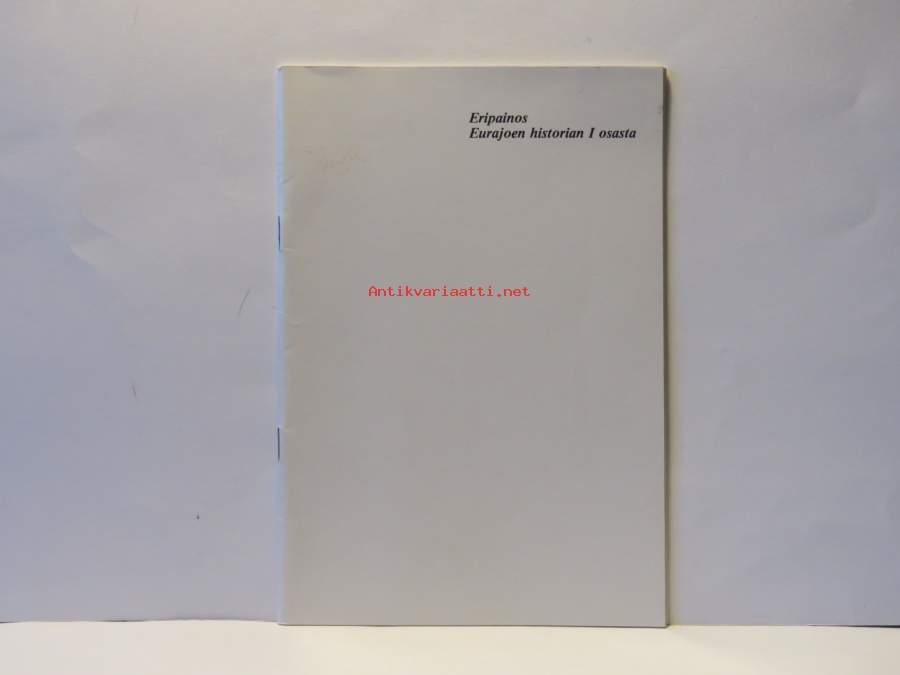 Eripainos
Eurajoen historian I osasta
Antikvariaatti.net